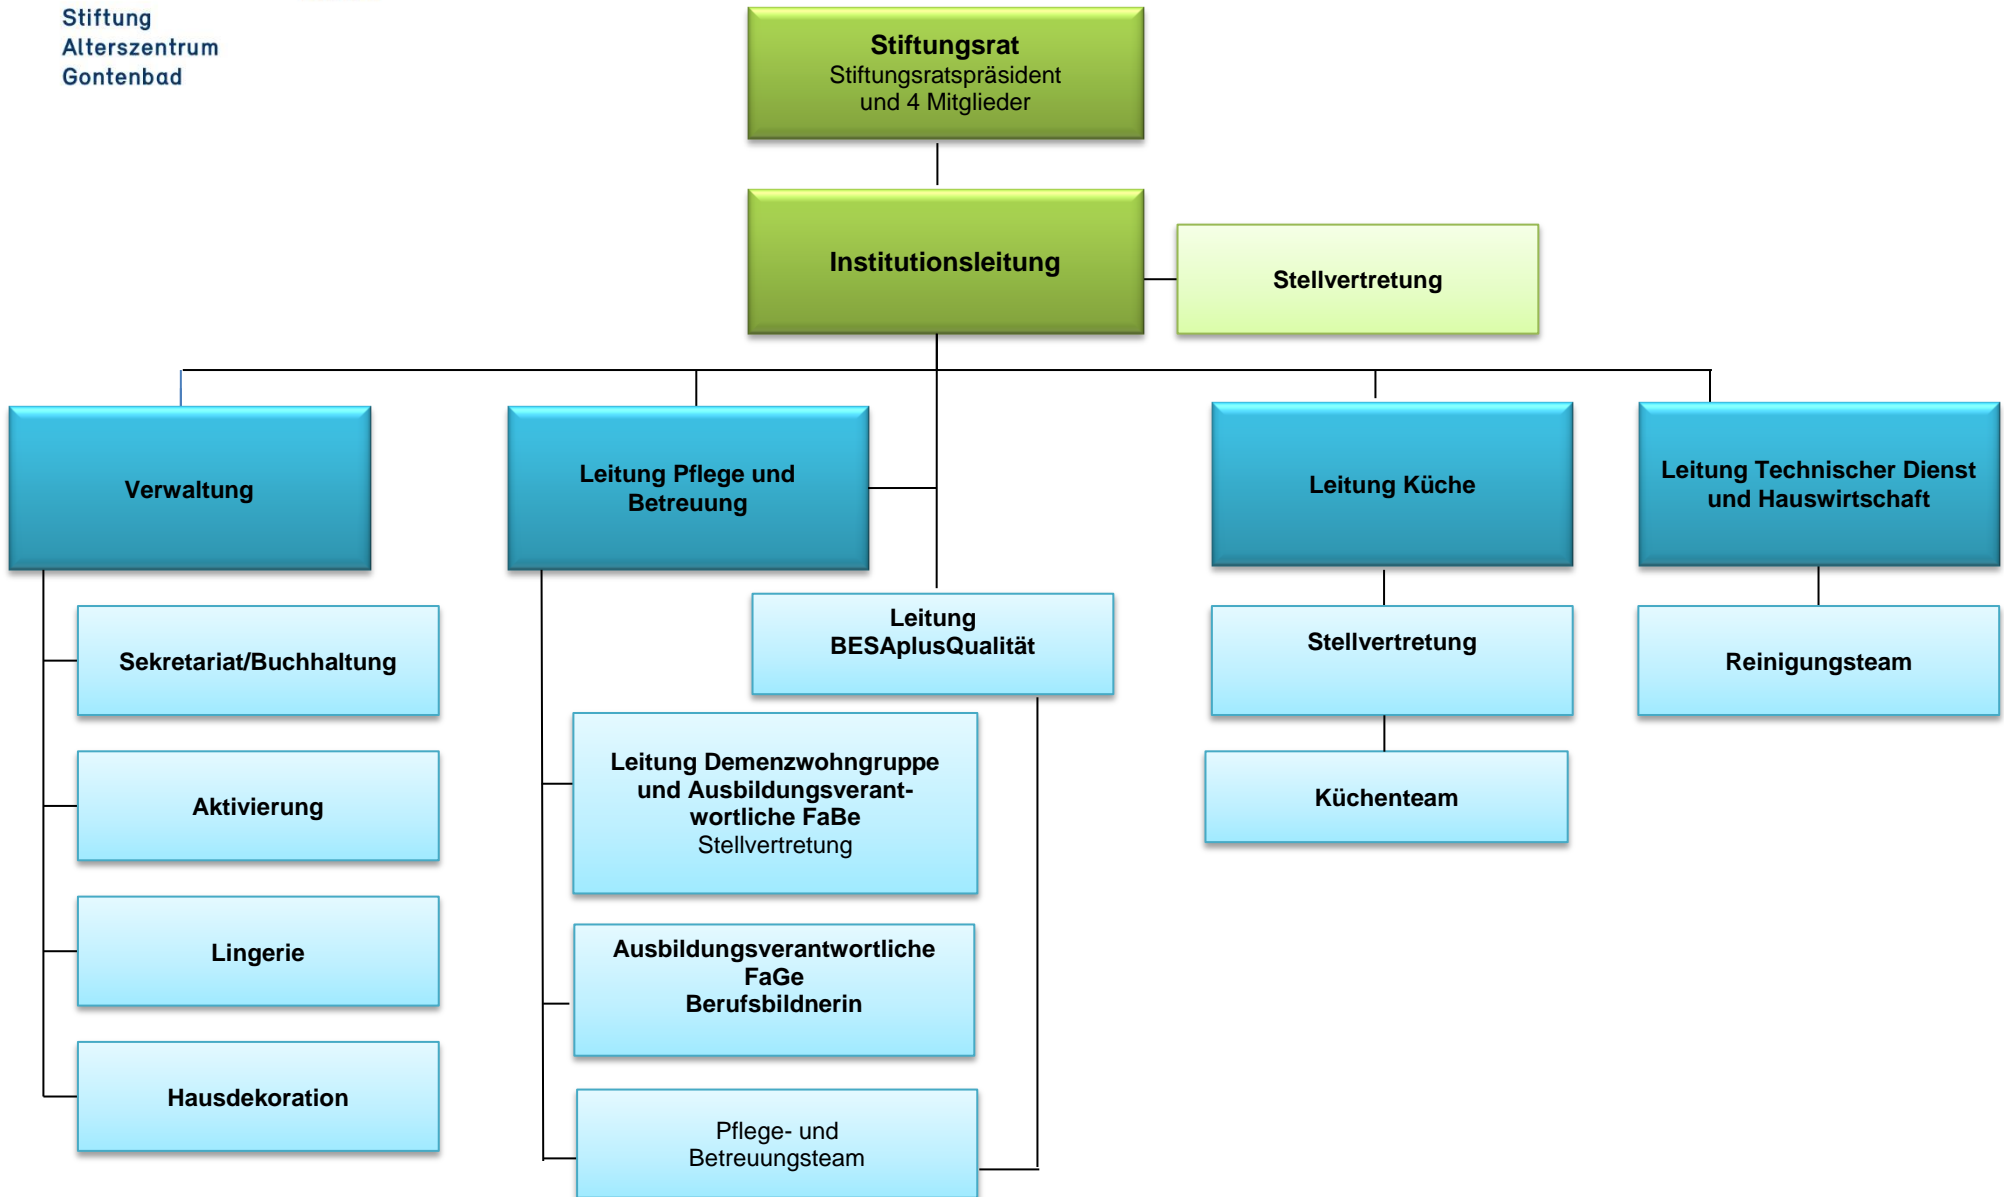 Stiftung
Alterszentrum
Gontenbad
Stiftungsrat
Stiftungsratspräsident
und 4 Mitglieder
Institutionsleitung
Stellvertretung
Verwaltung
Sekretariat/Buchhaltung
Aktivierung
Lingerie
Hausdekoration
Leitung Pflege und
Betreuung
Leitung
BESAplusQualität
Leitung Demenzwohngruppe
und Ausbildungsverant-
wortliche FaBe
Stellvertretung
Ausbildungsverantwortliche
FaGe
Berufsbildnerin
Pflege- und
Betreuungsteam
Leitung Küche
Stellvertretung
Küchenteam
Leitung Technischer Dienst
und Hauswirtschaft
Reinigungsteam